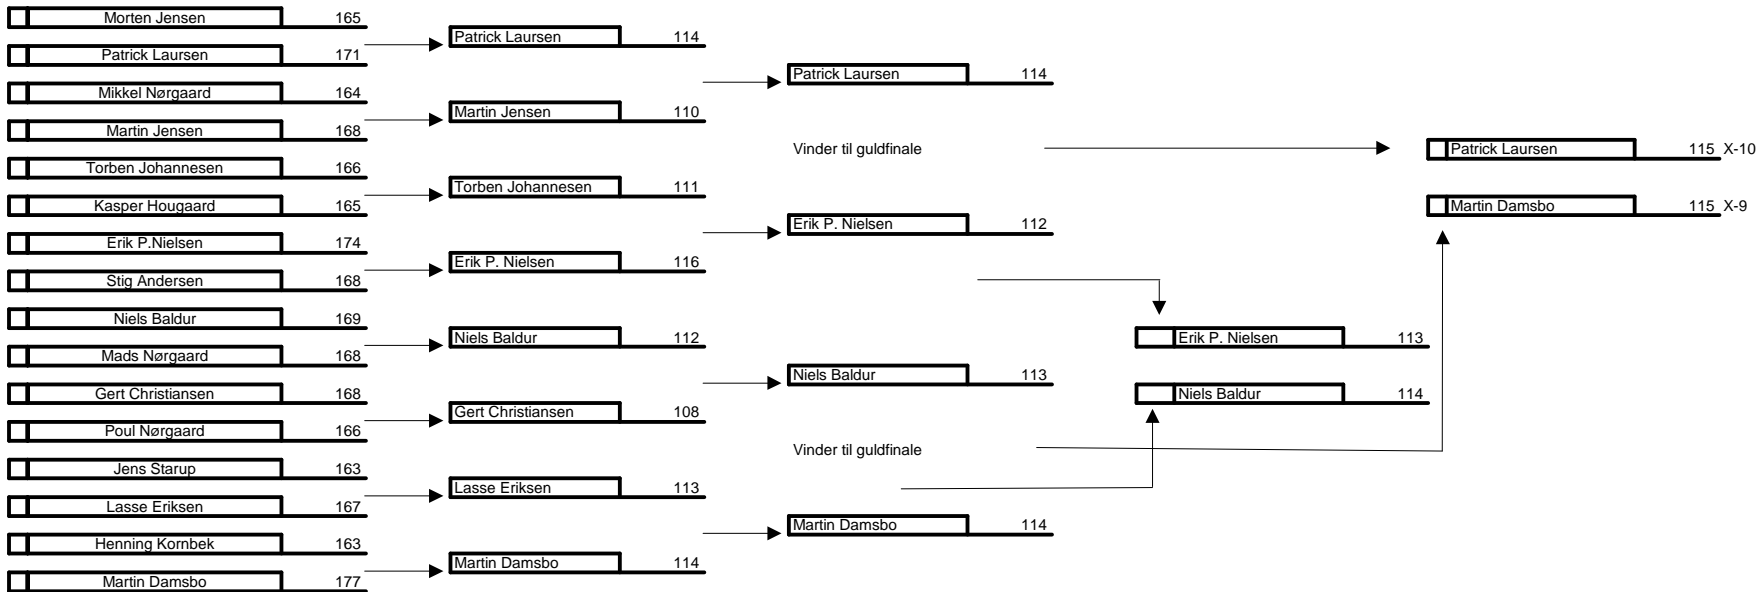 Morten Jensen 165
Patrick Laursen 171
Mikkel Nørgaard 164
Martin Jensen 168
Torben Johannesen 166
Kasper Hougaard 165
Erik P.Nielsen 174
Stig Andersen 168
Niels Baldur 169
Mads Nørgaard 168
Gert Christiansen 168
Poul Nørgaard 166
Jens Starup 163
Lasse Eriksen 167
Henning Kornbek 163
Martin Damsbo 177
Patrick Laursen 114
Martin Jensen 110
Torben Johannesen 111
Erik P. Nielsen 116
Niels Baldur 112
Gert Christiansen 108
Lasse Eriksen 113
Martin Damsbo 114
Patrick Laursen 114
Vinder til guldfinale
Erik P. Nielsen 112
Niels Baldur 113
Vinder til guldfinale
Martin Damsbo 114
Erik P. Nielsen 113
Niels Baldur 114
Patrick Laursen 115 X-10
Martin Damsbo 115 X-9